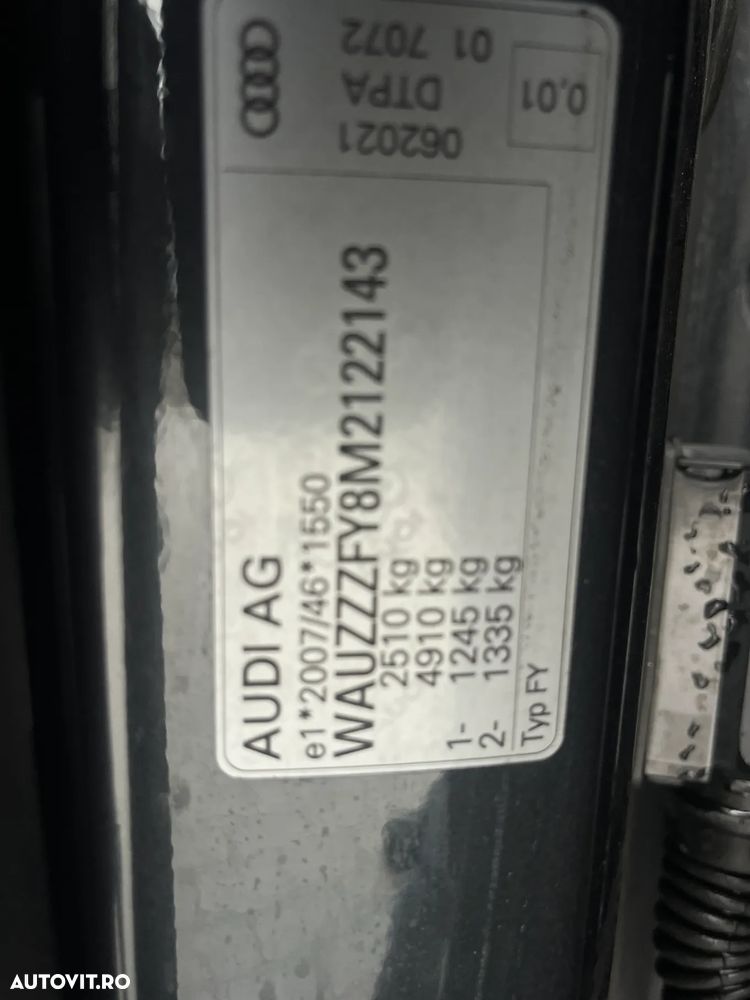 AUDI AG
e1*2007/46*1550
WAUZZZFY8M2122143
2510 kg
4910 kg
1- 1245 kg
2- 1335 kg
Typ FY
062021
DTPA
01 7072
0,01
AUTOVIT.RO